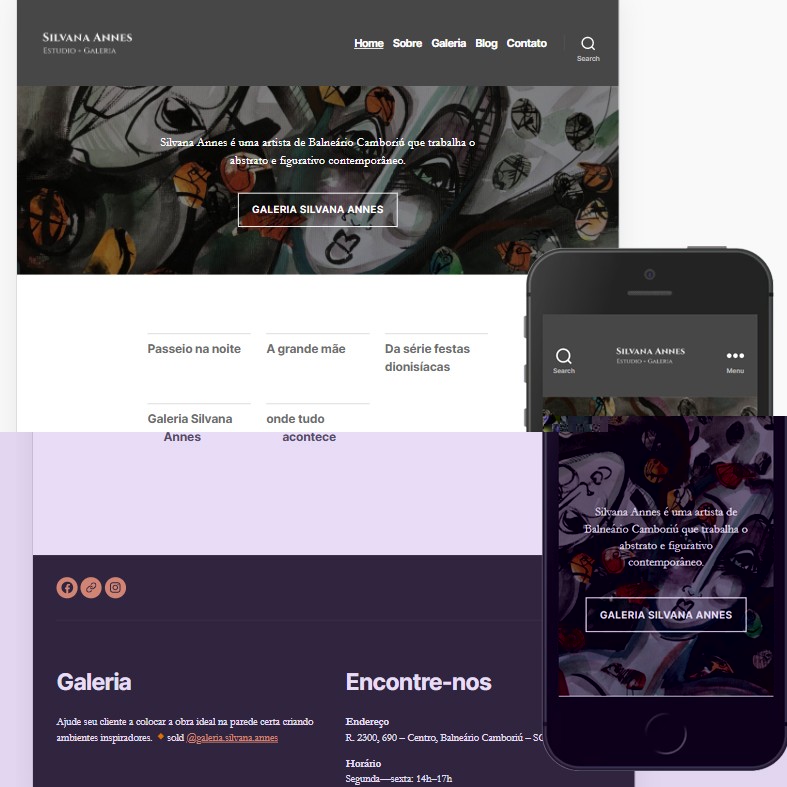 SILVANA ANNES
ESTUDIO + GALERIA
Home Sobre Galeria Blog Contato
Search
Silvana Annes é uma artista de Balneário Camboriú que trabalha o
abstrato e figurativo contemporâneo.
GALERIA SILVANA ANNES
Passeio na noite
A grande mãe
Da série festas
dionisíacas
Galeria Silvana
Annes
onde tudo
acontece
Galeria
Ajude seu cliente a colocar a obra ideal na parede certa criando
ambientes inspiradores. 🔸 sold @galeria.silvana.annes
Encontre-nos
Endereço
R. 2300, 690 – Centro, Balneário Camboriú –
Horário
Segunda—sexta: 14h–17h
Search
SILVANA ANNES
ESTUDIO + GALERIA
Menu
Silvana Annes é uma artista de
Balneário Camboriú que trabalha o
abstrato e figurativo
contemporâneo.
GALERIA SILVANA ANNES